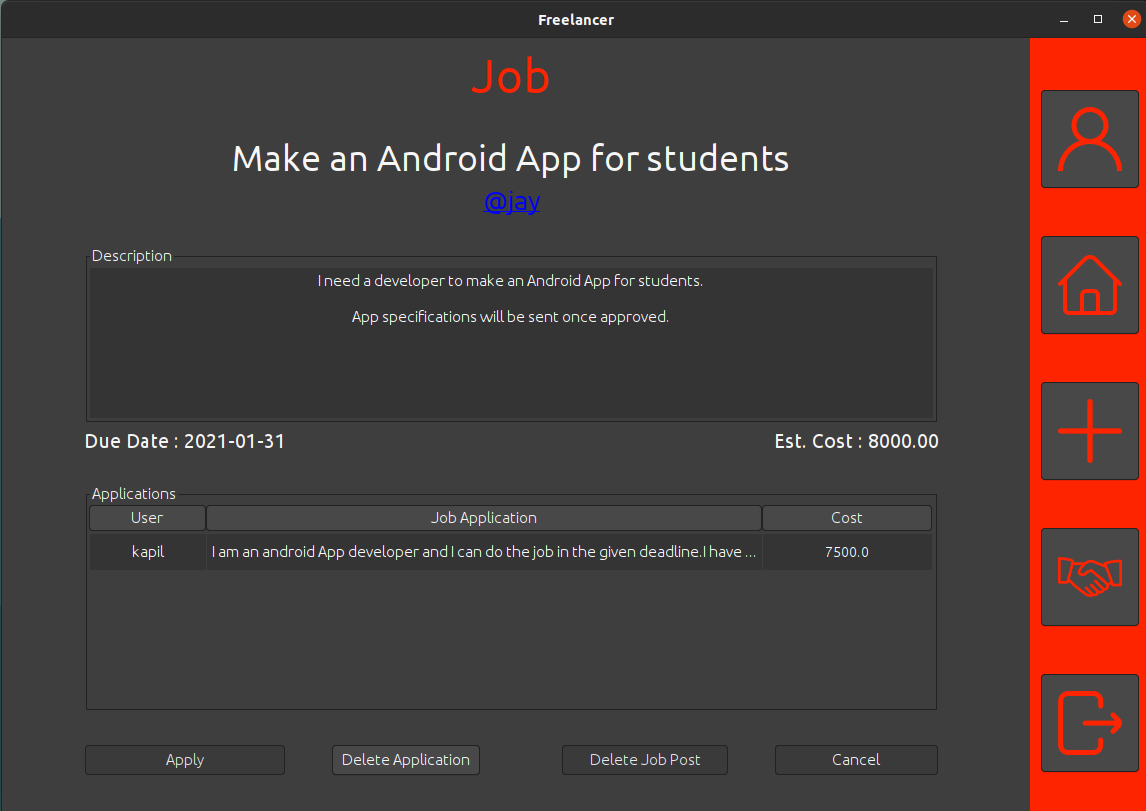 Freelancer
Job
Make an Android App for students
@jay
Description
I need a developer to make an Android App for students.
App specifications will be sent once approved.
Due Date : 2021-01-31
Est. Cost : 8000.00
Applications
User Job Application Cost
kapil I am an android App developer and I can do the job in the given deadline.I have ... 7500.0
Apply Delete Application Delete Job Post Cancel